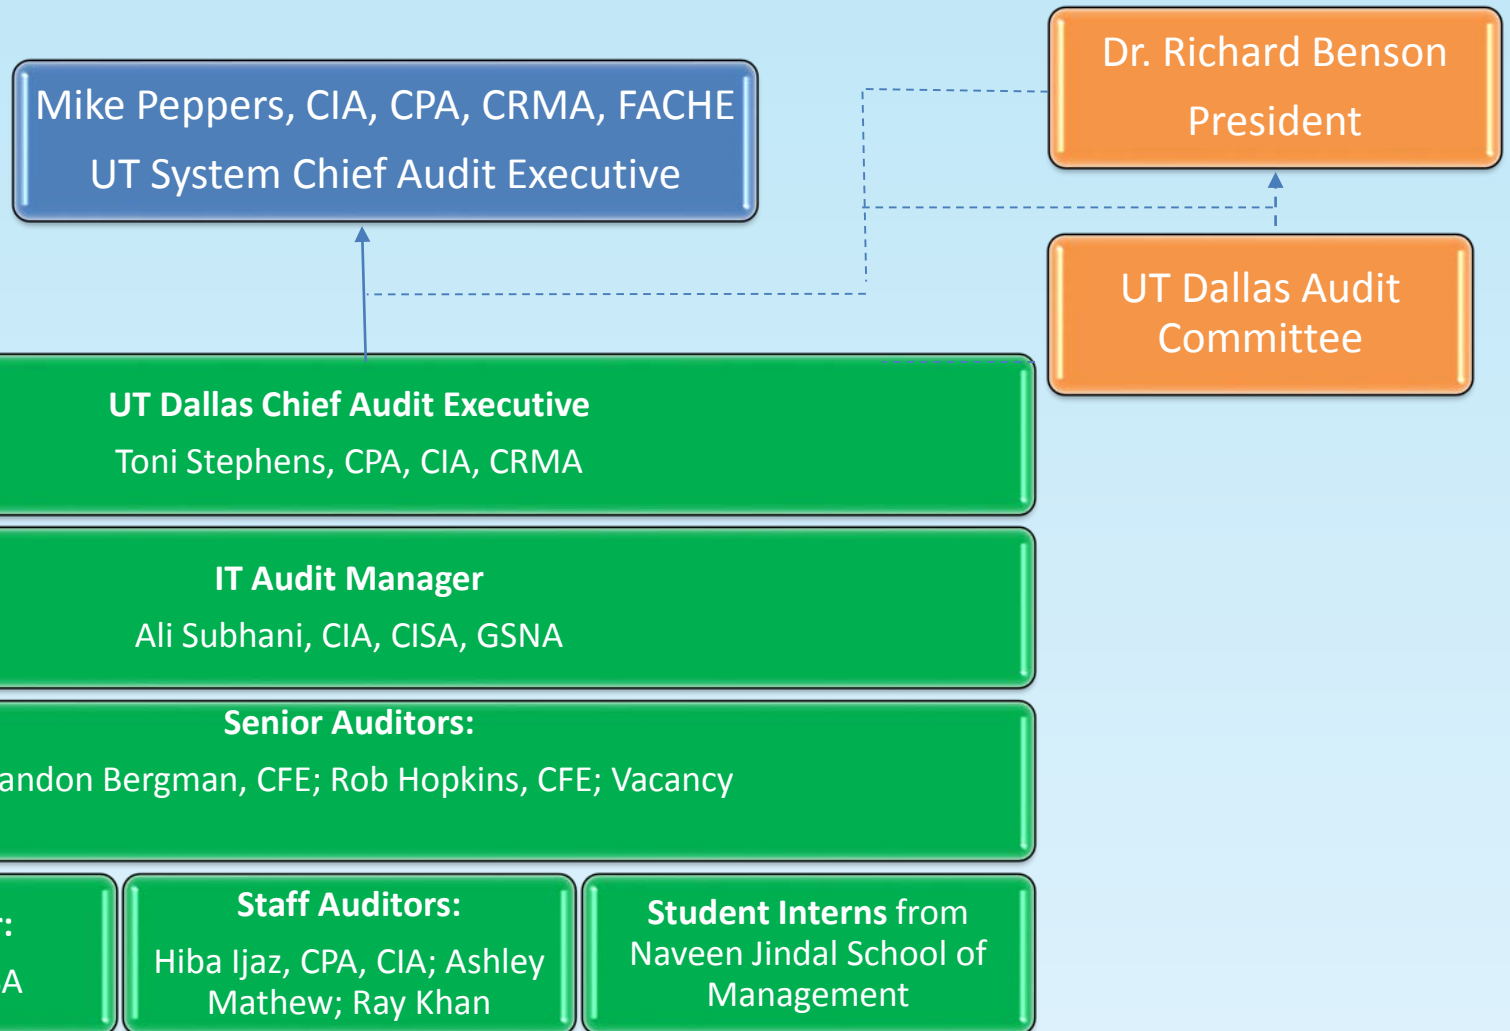 Mike Peppers, CIA, CPA, CRMA, FACHE
UT System Chief Audit Executive
Dr. Richard Benson
President
UT Dallas Audit
Committee
UT Dallas Chief Audit Executive
Toni Stephens, CPA, CIA, CRMA
IT Audit Manager
Ali Subhani, CIA, CISA, GSNA
Senior Auditors:
Bergman, CFE; Rob Hopkins, CFE; Vacancy
Staff Auditors:
Hiba Ijaz, CPA, CIA; Ashley
Mathew; Ray Khan
Student Interns from
Naveen Jindal School of
Management